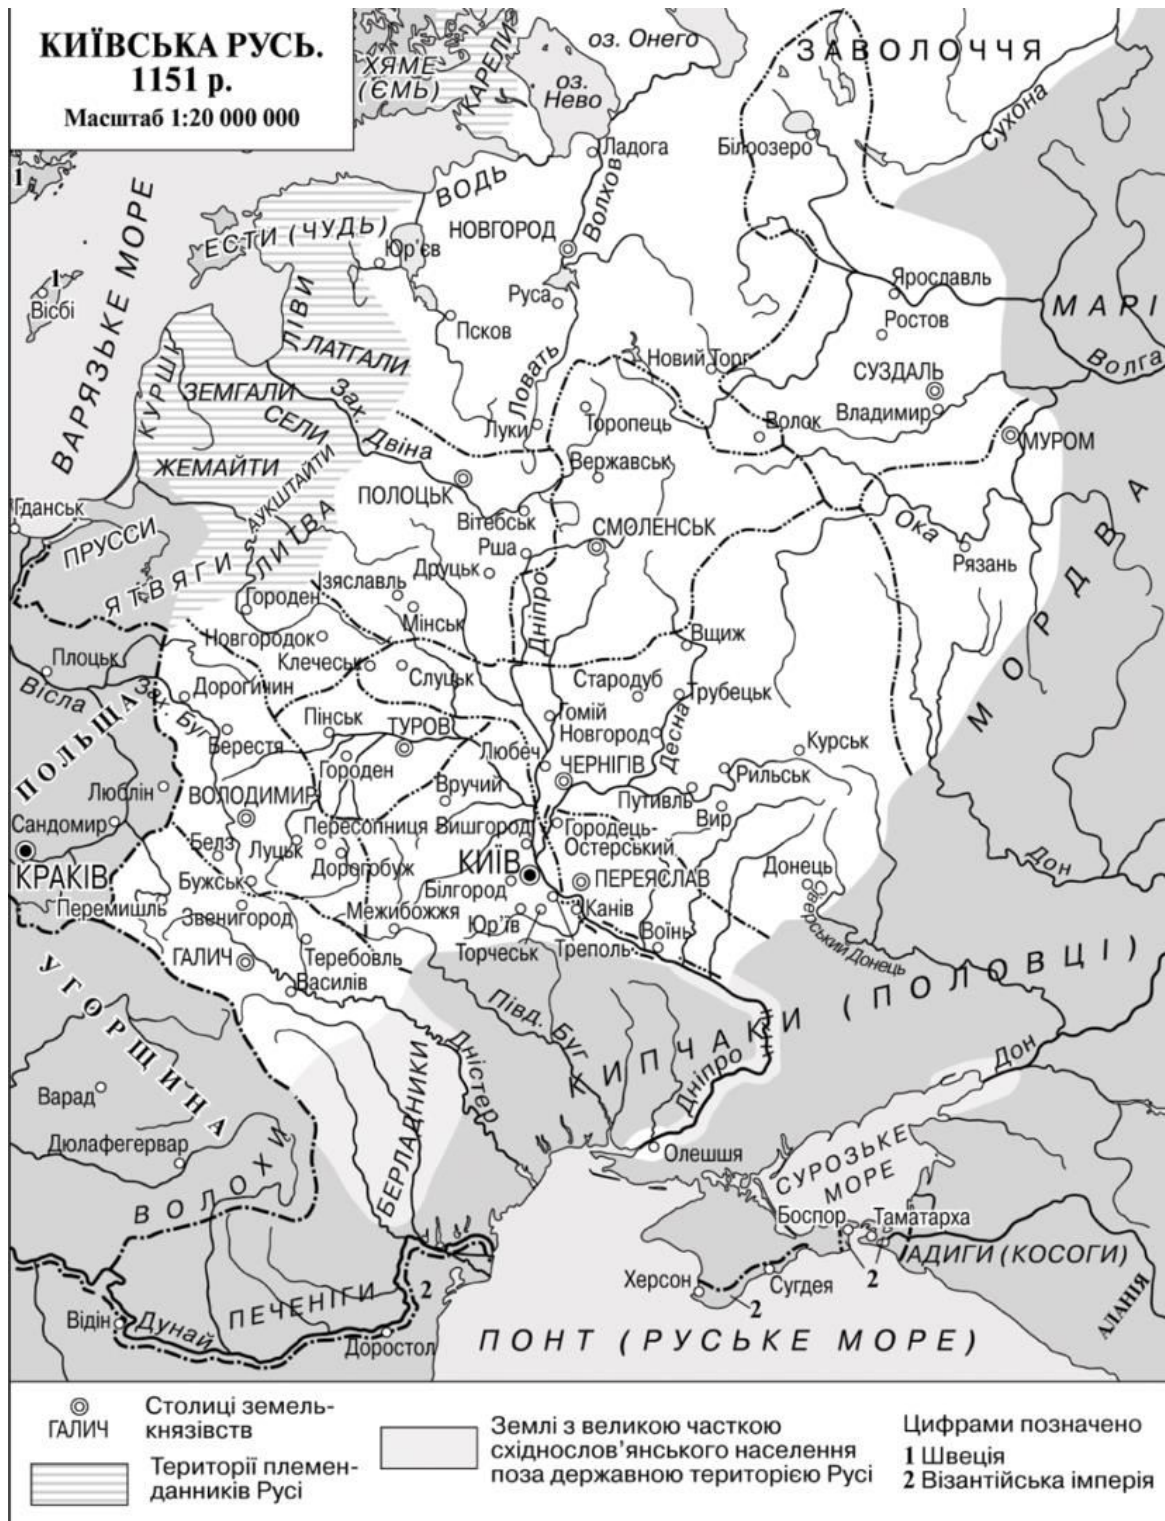 КИЇВСЬКА РУСЬ.
1151 р.
Масштаб 1:20 000 000
ХЯМЕ
(ЄМЬ)
КАРЕЛИ
оз. Онего
оз.
Нево
ЗАВОЛОЧЧЯ
Сухона
Ладога
Білоозеро
1
ВОДЬ
Волхов
ВАРЯЗЬКЕ МОРЕ
НОВГОРОД
ЕСТИ (ЧУДЬ)
Юр'єв
1
Вісбі
Руса
Ярославль
МАРІ
ЛІВИ
Псков
Ростов
ЛАТГАЛИ
Новий Торг
Волга
КУРШІ
ЗЕМГАЛИ
Ловать
СУЗДАЛЬ
Зах. Двіна
СЕЛИ
Луки
Торопець
Волок
Владимир
МУРОМ
ЖЕМАЙТИ
Вержавськ
АУКШТАЙТИ
ПОЛОЦЬК
Гданськ
Вітебськ
СМОЛЕНСЬК
Ока
МОРДВА
ПРУССИ
ЛИТВА
Рша
Рязань
ЯТВЯГИ
Друцьк
Ізяславль
Городен
Дніпро
Мінськ
Новгородок
Вщиж
Плоцьк
Клечеськ
Слуцьк
Стародуб
Трубецьк
Вісла
Дорогичин
Зах. Буг
Гомій
ПОЛЬЩА
Пінськ
ТУРОВ
Новгород
Десна
Курськ
Берестя
Любеч
Городен
ЧЕРНІГІВ
Рильськ
Люблін
ВОЛОДИМИР
Вручий
Путивль
Вир
Сандомир
Пересопниця
Вишгород
Городець-
Остерський
Белз
Луцьк
Дорогобуж
КИЇВ
Донець
Дон
КРАКІВ
Бужськ
Білгород
ПЕРЕЯСЛАВ
Перемишль
Звенигород
Межибожжя
Канів
Сіверський Донець
Юр'їв
Воїнь
ГАЛИЧ
Теребовль
Торчеськ
Треполь
Василів
УГОРЩИНА
КИПЧАКИ (ПОЛОВЦІ)
Півд. Буг
Дністер
Дніпро
Дон
Варад
БЕРЛАДНИКИ
Дюлафегервар
Олешшя
ВОЛОХИ
СУРОЗЬКЕ
МОРЕ
Боспор
Таматарха
АДИГИ (КОСОГИ)
Херсон
Сугдея
2
2
2
АЛАНІЯ
ПЕЧЕНІГИ
Відін
Дунай
Доростол
ПОНТ (РУСЬКЕ МОРЕ)
ГАЛИЧ
Столиці земель-
князівств
Території племен-
данників Русі
Землі з великою часткою
східнослов'янського населення
поза державною територією Русі
Цифрами позначено
1 Швеція
2 Візантійська імперія